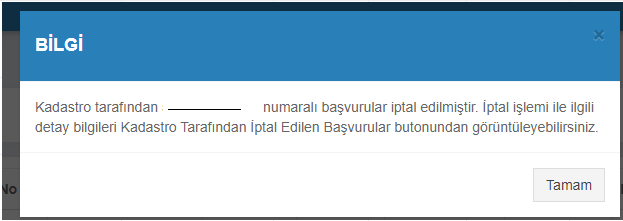 BİLGİ
×
Kadastro tarafından numaralı başvurular iptal edilmiştir. İptal işlemi ile ilgili
detay bilgileri Kadastro Tarafından İptal Edilen Başvurular butonundan görüntüleyebilirsiniz.
No
Tamam